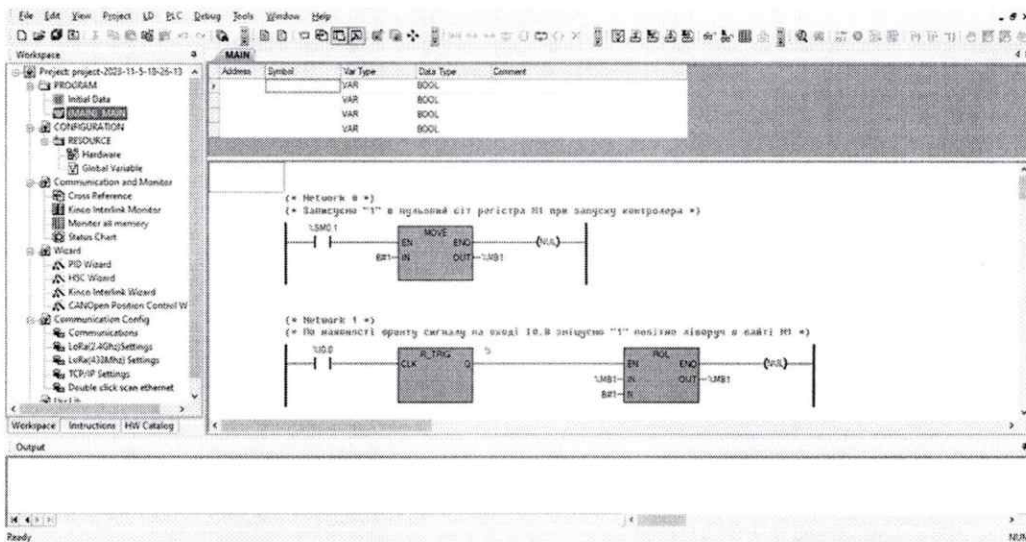 File Edit View Project LD PLC Debug Tools Window Help
Workspace
MAIN
Project: project-2023-11-5-18-26-13
PROGRAM
Initial Data
(MAIN) MAIN
CONFIGURATION
RESOURCE
Hardware
Global Variable
Communication and Monitor
Cross Reference
Kinco Interlink Monitor
Monitor all memory
Status Chart
Wizard
PID Wizard
HSC Wizard
Kinco Interlink Wizard
CANOpen Position Control W
Communication Config
Communications
LoRa(2.4Ghz)Settings
LoRa(433Mhz) Settings
TCP/IP Settings
Double click scan ethernet
Workspace Instructions HW Catalog
Address Symbol Var Type Data Type Comment
VAR BOOL
VAR BOOL
VAR BOOL
VAR BOOL
(* Network 0 *)
(* Записуємо "1" в нульовий біт регістра M1 при запуску контролера *)
%SM0.1
MOVE
EN ENO
(NUL)
B#1 IN OUT %MB1
(* Network 1 *)
(* По наявності фронту сигналу на вході I0.0 зміщуємо "1" побітно ліворуч в байті M1 *)
%I0.0
R_TRIG
CLK Q
ROL
EN ENO
(NUL)
%MB1 IN OUT %MB1
B#1 N
Output
Ready
NUM